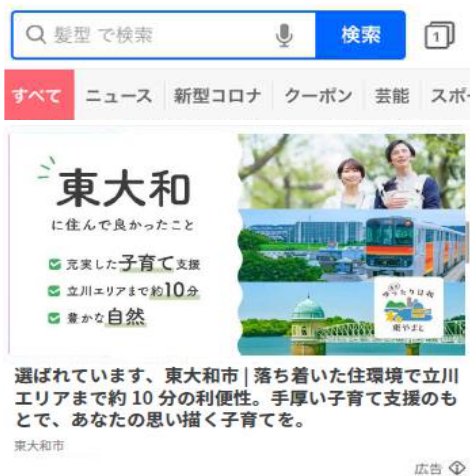 髪型 で検索
検索
1
すべて ニュース 新型コロナ クーポン 芸能 スポ
東大和
に住んで良かったこと
充実した子育て支援
立川エリアまで約10分
豊かな自然
東やまと
選ばれています、東大和市 | 落ち着いた住環境で立川
エリアまで約 10 分の利便性。手厚い子育て支援のも
とで、あなたの思い描く子育てを。
東大和市
広告